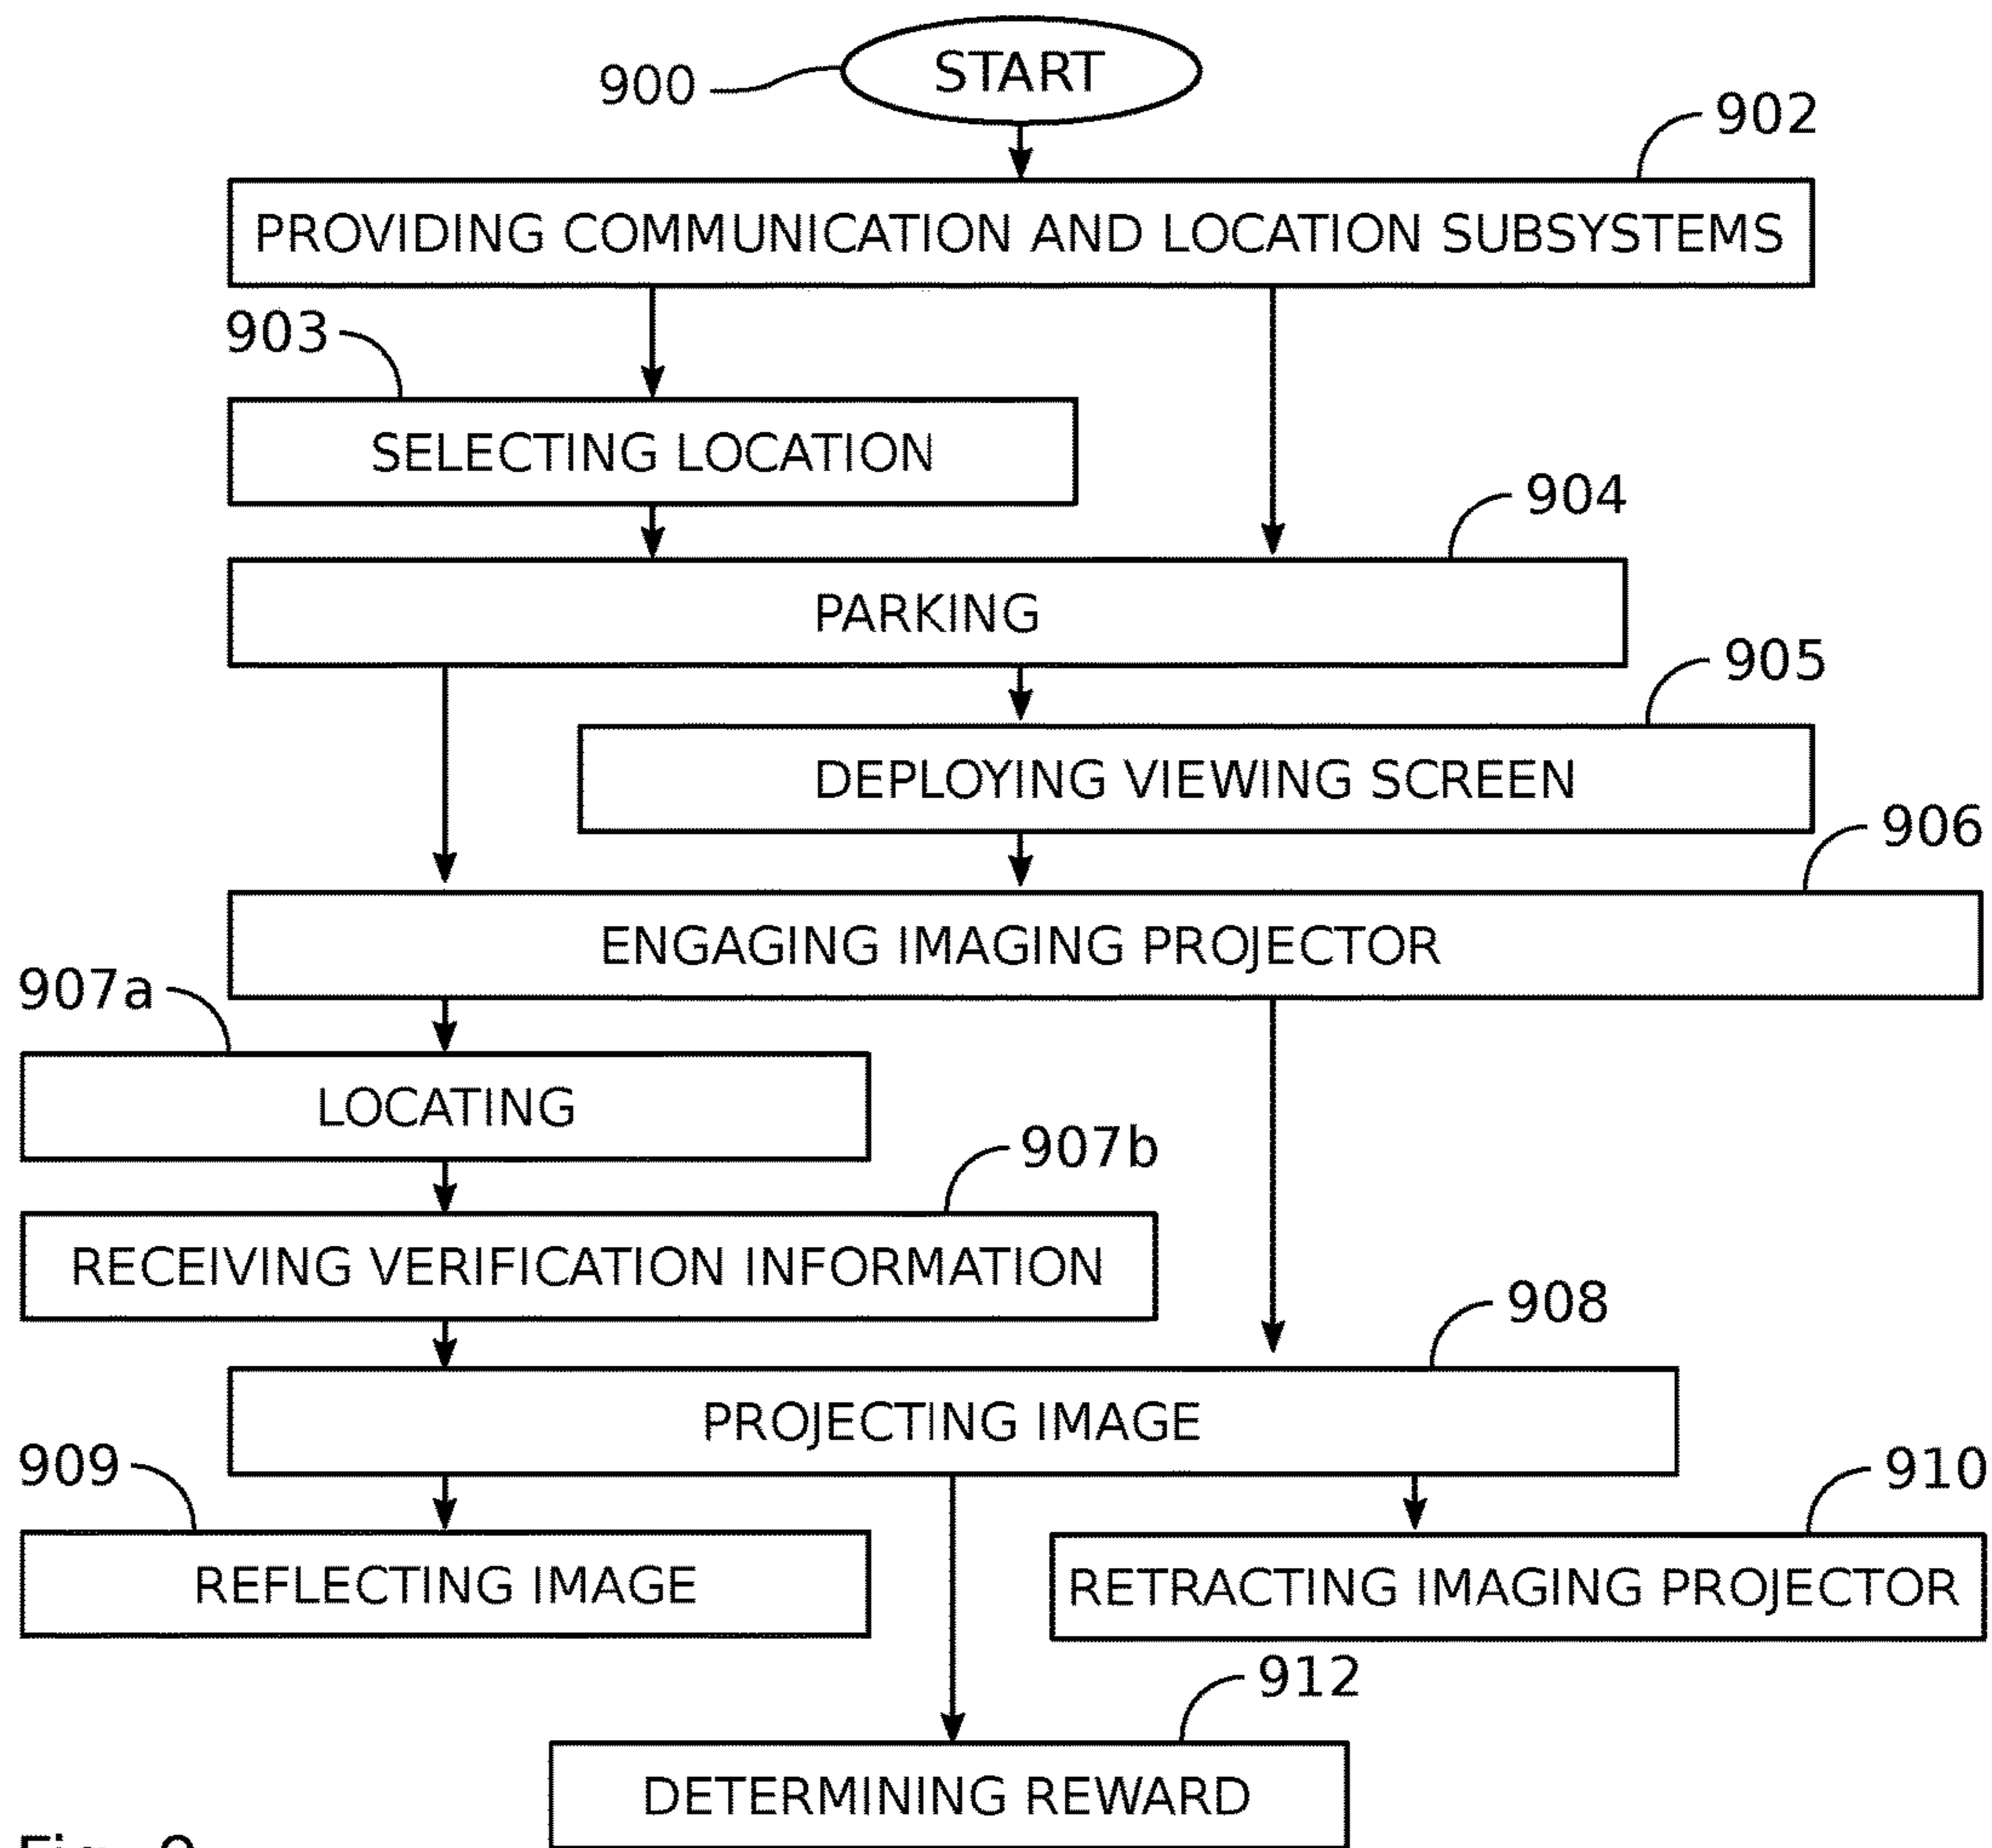 START
900
902
PROVIDING COMMUNICATION AND LOCATION SUBSYSTEMS
903
SELECTING LOCATION
904
PARKING
905
DEPLOYING VIEWING SCREEN
906
ENGAGING IMAGING PROJECTOR
907a
LOCATING
907b
RECEIVING VERIFICATION INFORMATION
908
PROJECTING IMAGE
909
910
REFLECTING IMAGE
RETRACTING IMAGING PROJECTOR
912
DETERMINING REWARD